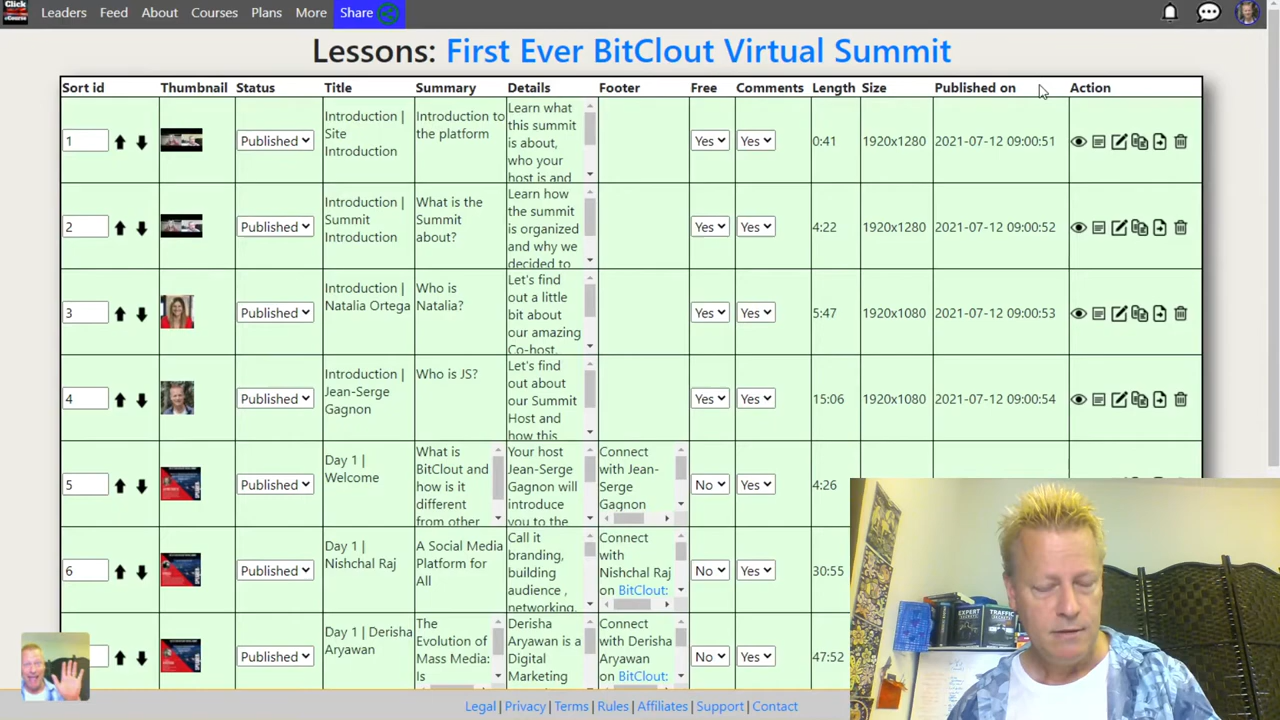 Click
eCourse
Leaders Feed About Courses Plans More Share
Lessons: First Ever BitClout Virtual Summit
Sort id Thumbnail Status Title Summary Details Footer Free Comments Length Size Published on Action
1 Published Introduction | Site Introduction Introduction to the platform Learn what this summit is about, who your host is and Yes Yes 0:41 1920x1280 2021-07-12 09:00:51
2 Published Introduction | Summit Introduction What is the Summit about? Learn how the summit is organized and why we decided to Yes Yes 4:22 1920x1280 2021-07-12 09:00:52
3 Published Introduction | Natalia Ortega Who is Natalia? Let's find out a little bit about our amazing Co-host. Yes Yes 5:47 1920x1080 2021-07-12 09:00:53
4 Published Introduction | Jean-Serge Gagnon Who is JS? Let's find out about our Summit Host and how this Yes Yes 15:06 1920x1080 2021-07-12 09:00:54
5 Published Day 1 | Welcome What is BitClout and how is it different from other Your host Jean-Serge Gagnon will introduce you to the Connect with Jean-Serge Gagnon No Yes 4:26
6 Published Day 1 | Nishchal Raj A Social Media Platform for All Call it branding, building audience , networking, Connect with Nishchal Raj on BitClout: No Yes 30:55
Published Day 1 | Derisha Aryawan The Evolution of Mass Media: Is Derisha Aryawan is a Digital Marketing Connect with Derisha Aryawan on BitClout: No Yes 47:52
EXPERT
TRAFFIC
Legal | Privacy | Terms | Rules | Affiliates | Support | Contact